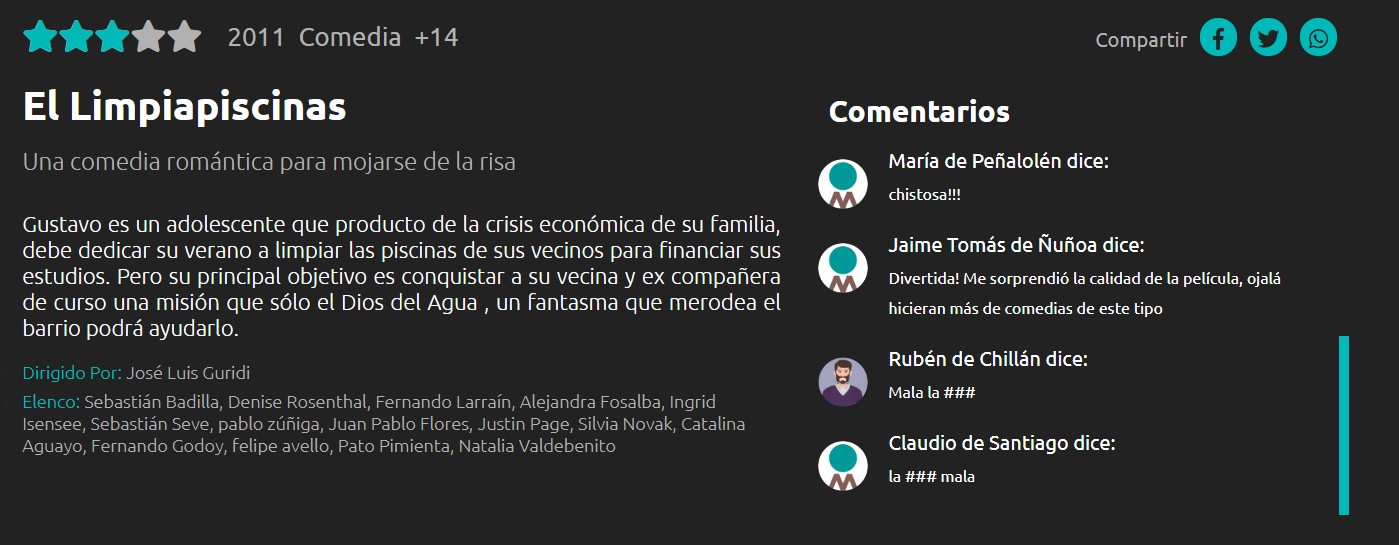 2011 Comedia +14
Compartir
El Limpiapiscinas
Una comedia romántica para mojarse de la risa
Gustavo es un adolescente que producto de la crisis económica de su familia,
debe dedicar su verano a limpiar las piscinas de sus vecinos para financiar sus
estudios. Pero su principal objetivo es conquistar a su vecina y ex compañera
de curso una misión que sólo el Dios del Agua , un fantasma que merodea el
barrio podrá ayudarlo.
Dirigido Por: José Luis Guridi
Elenco: Sebastián Badilla, Denise Rosenthal, Fernando Larraín, Alejandra Fosalba, Ingrid
Isensee, Sebastián Seve, pablo zúñiga, Juan Pablo Flores, Justin Page, Silvia Novak, Catalina
Aguayo, Fernando Godoy, felipe avello, Pato Pimienta, Natalia Valdebenito
Comentarios
María de Peñalolén dice:
chistosa!!!
Jaime Tomás de Ñuñoa dice:
Divertida! Me sorprendió la calidad de la película, ojalá
hicieran más de comedias de este tipo
Rubén de Chillán dice:
Mala la ###
Claudio de Santiago dice:
la ### mala